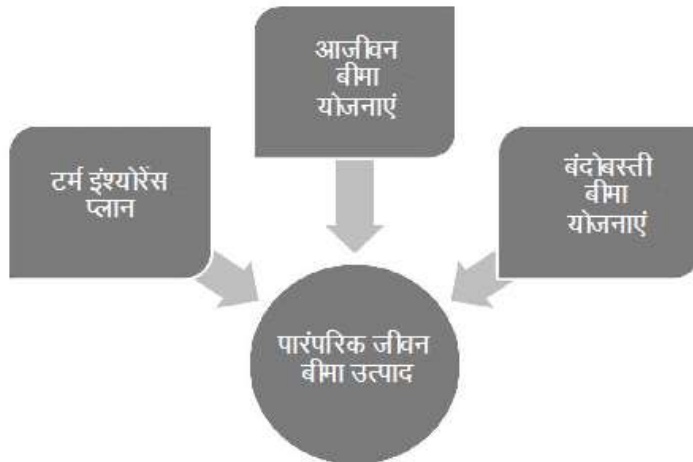 आजीवन
बीमा
योजनाएं
टर्म इंश्योरेंस
प्लान
बंदोबस्ती
बीमा
योजनाएं
पारंपरिक जीवन
बीमा उत्पाद